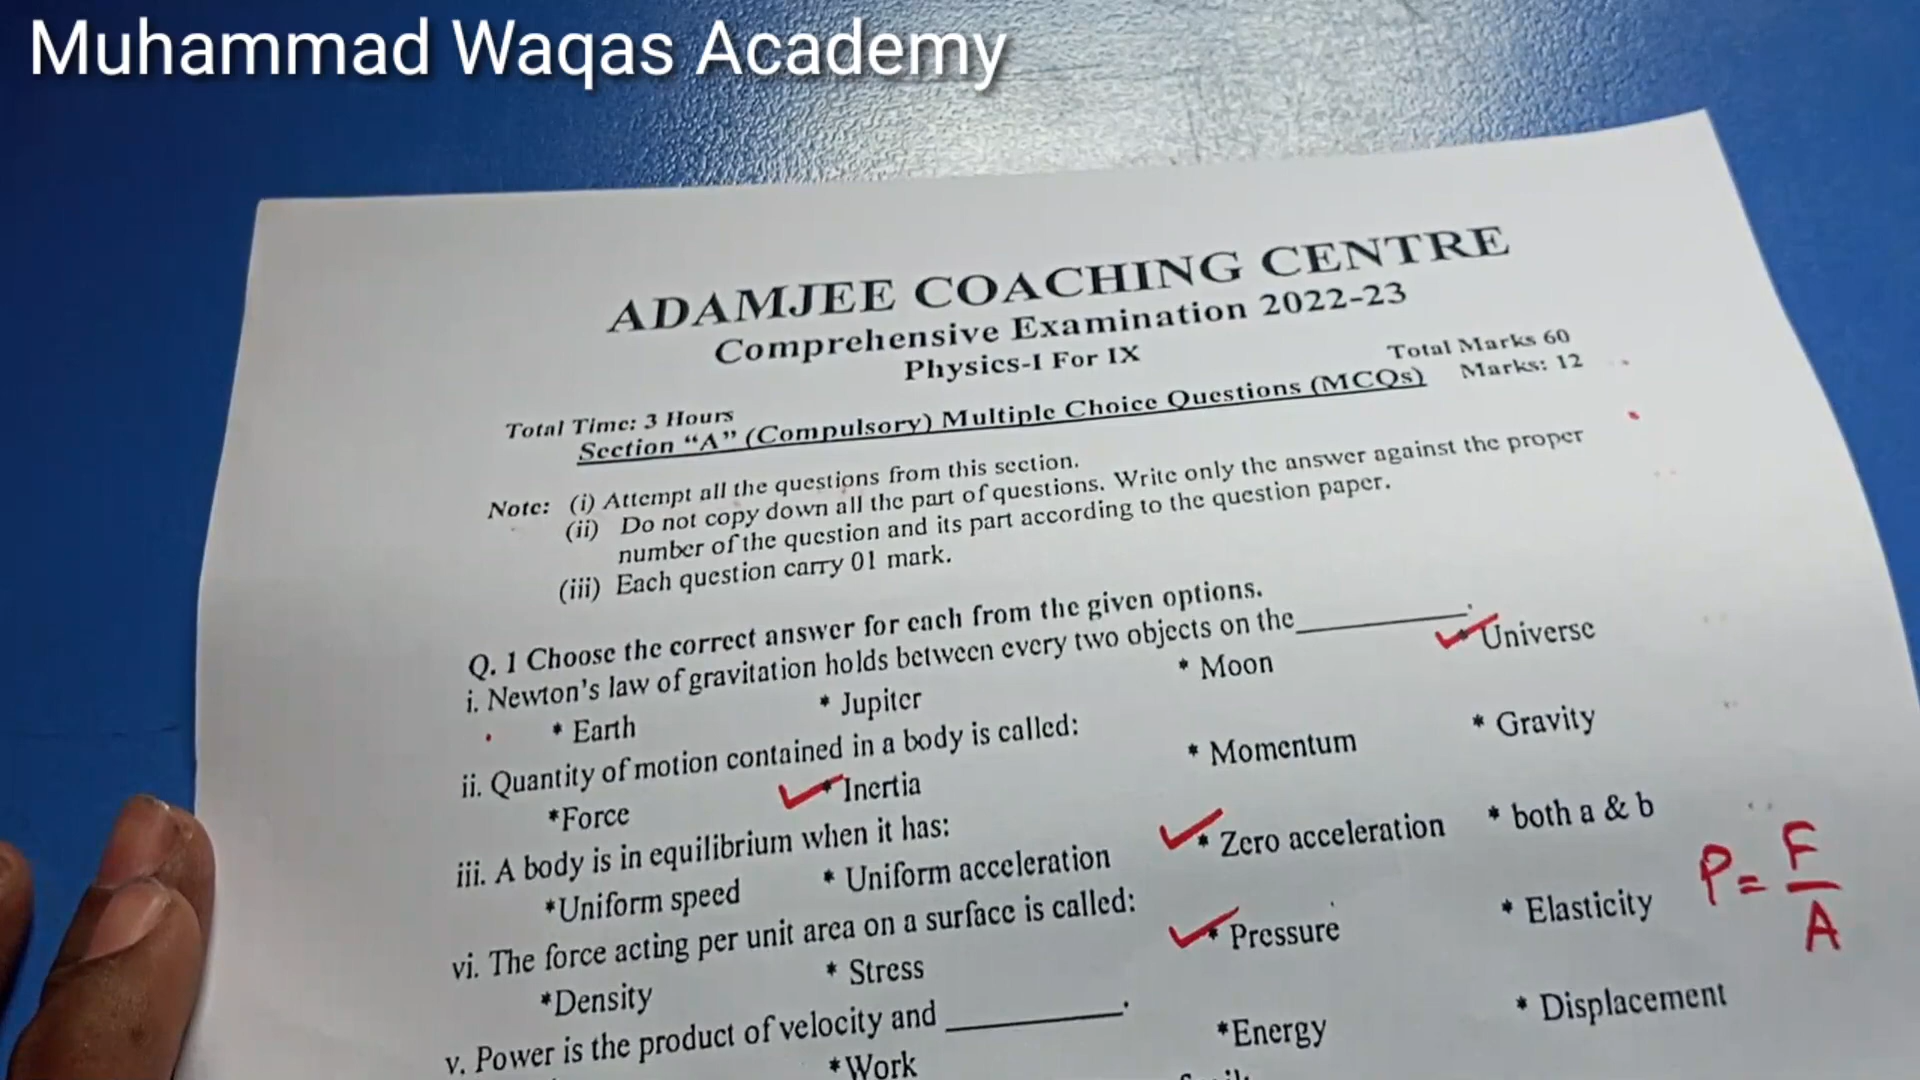 Muhammad Waqas Academy
ADAMJEE COACHING CENTRE
Comprehensive Examination 2022-23
Physics-I For IX
Total Time: 3 Hours
Total Marks 60
Section “A” (Compulsory) Multiple Choice Questions (MCQs) Marks: 12
Note: (i) Attempt all the questions from this section.
(ii) Do not copy down all the part of questions. Write only the answer against the proper
number of the question and its part according to the question paper.
(iii) Each question carry 01 mark.
Q. 1 Choose the correct answer for each from the given options.
i. Newton’s law of gravitation holds between every two objects on the __________.
* Earth * Jupiter * Moon * Universe
ii. Quantity of motion contained in a body is called:
*Force * Inertia * Momentum * Gravity
iii. A body is in equilibrium when it has:
*Uniform speed * Uniform acceleration * Zero acceleration * both a & b
vi. The force acting per unit area on a surface is called:
*Density * Stress * Pressure * Elasticity
P = F
A
v. Power is the product of velocity and __________.
*Work *Energy * Displacement